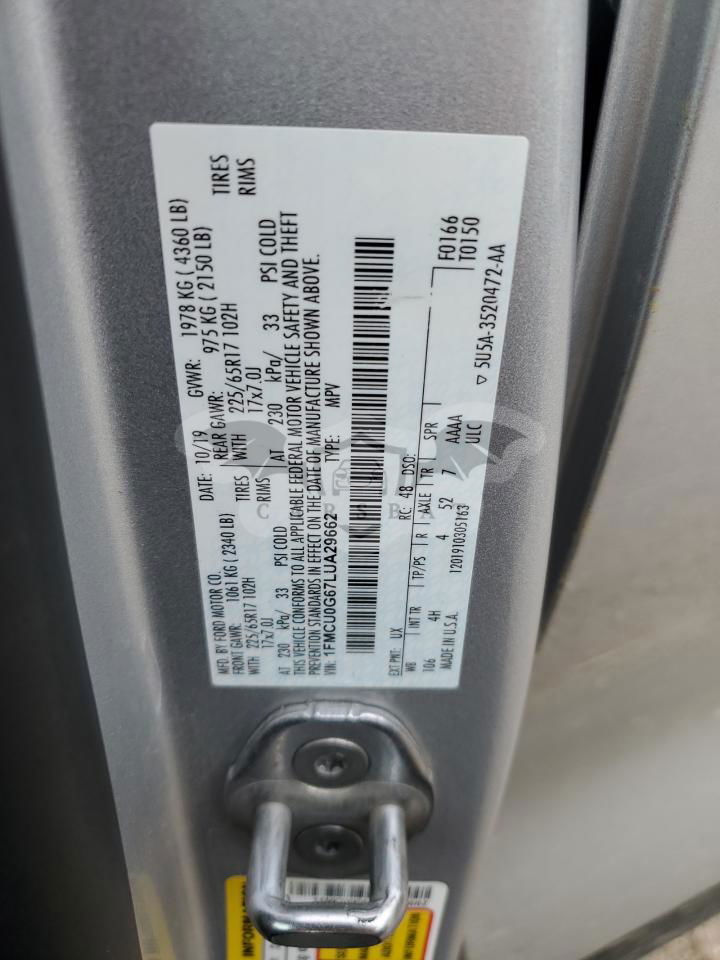 MFD. BY FORD MOTOR CO. DATE: 10/19 GVWR: 1978 KG ( 4360 LB)
FRONT GAWR: 1061 KG ( 2340 LB) REAR GAWR: 975 KG ( 2150 LB)
WITH 225/65R17 102H TIRES WITH 225/65R17 102H TIRES
17x7.0J RIMS 17x7.0J RIMS
AT 230 kPa/ 33 PSI COLD AT 230 kPa/ 33 PSI COLD
THIS VEHICLE CONFORMS TO ALL APPLICABLE FEDERAL MOTOR VEHICLE SAFETY AND THEFT
PREVENTION STANDARDS IN EFFECT ON THE DATE OF MANUFACTURE SHOWN ABOVE.
VIN: 1FMCU0G67LUA29662 TYPE: MPV
EXT PNT: UX RC: 48 DSO: F0166
WB INT TR TP/PS R AXLE TR SPR T0150
106 4H 4 52 7 AAAA
MADE IN U.S.A. 1201910305163 ULC
▽ 5U5A-3520472-AA
INFORMATION